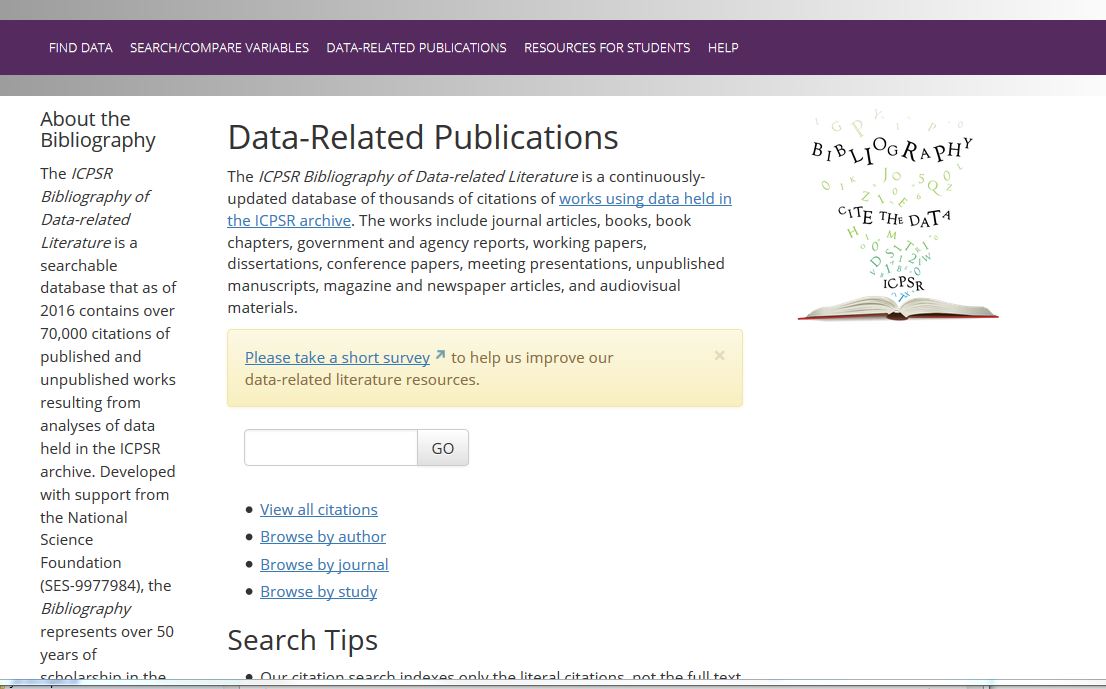 FIND DATA SEARCH/COMPARE VARIABLES DATA-RELATED PUBLICATIONS RESOURCES FOR STUDENTS HELP
About the
Bibliography
The ICPSR
Bibliography of
Data-related
Literature is a
searchable
database that as of
2016 contains over
70,000 citations of
published and
unpublished works
resulting from
analyses of data
held in the ICPSR
archive. Developed
with support from
the National
Science
Foundation
(SES-9977984), the
Bibliography
represents over 50
years of
scholarship in the
Data-Related Publications
The ICPSR Bibliography of Data-related Literature is a continuously-
updated database of thousands of citations of works using data held in
the ICPSR archive. The works include journal articles, books, book
chapters, government and agency reports, working papers,
dissertations, conference papers, meeting presentations, unpublished
manuscripts, magazine and newspaper articles, and audiovisual
materials.
Please take a short survey to help us improve our
data-related literature resources.
GO
View all citations
Browse by author
Browse by journal
Browse by study
Search Tips
Our citation search indexes only the literal citations, not the full text
BIBLIOGRAPHY
CITE THE DATA
ICPSR